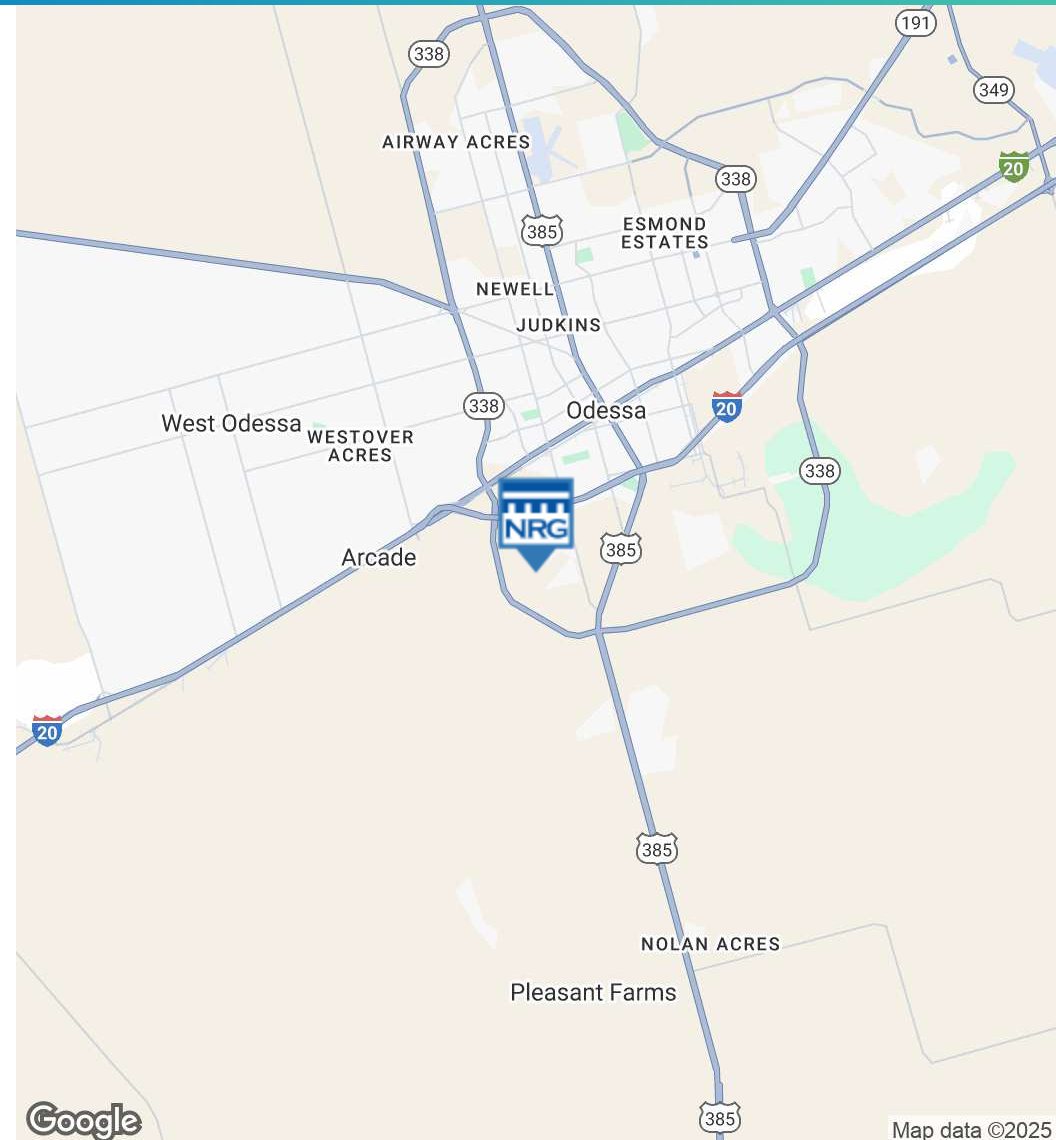 191
338
349
AIRWAY ACRES
20
338
385
ESMOND
ESTATES
NEWELL
JUDKINS
338
Odessa
20
West Odessa
WESTOVER
ACRES
338
NRG
385
Arcade
20
385
NOLAN ACRES
Pleasant Farms
385
Google
Map data ©2025